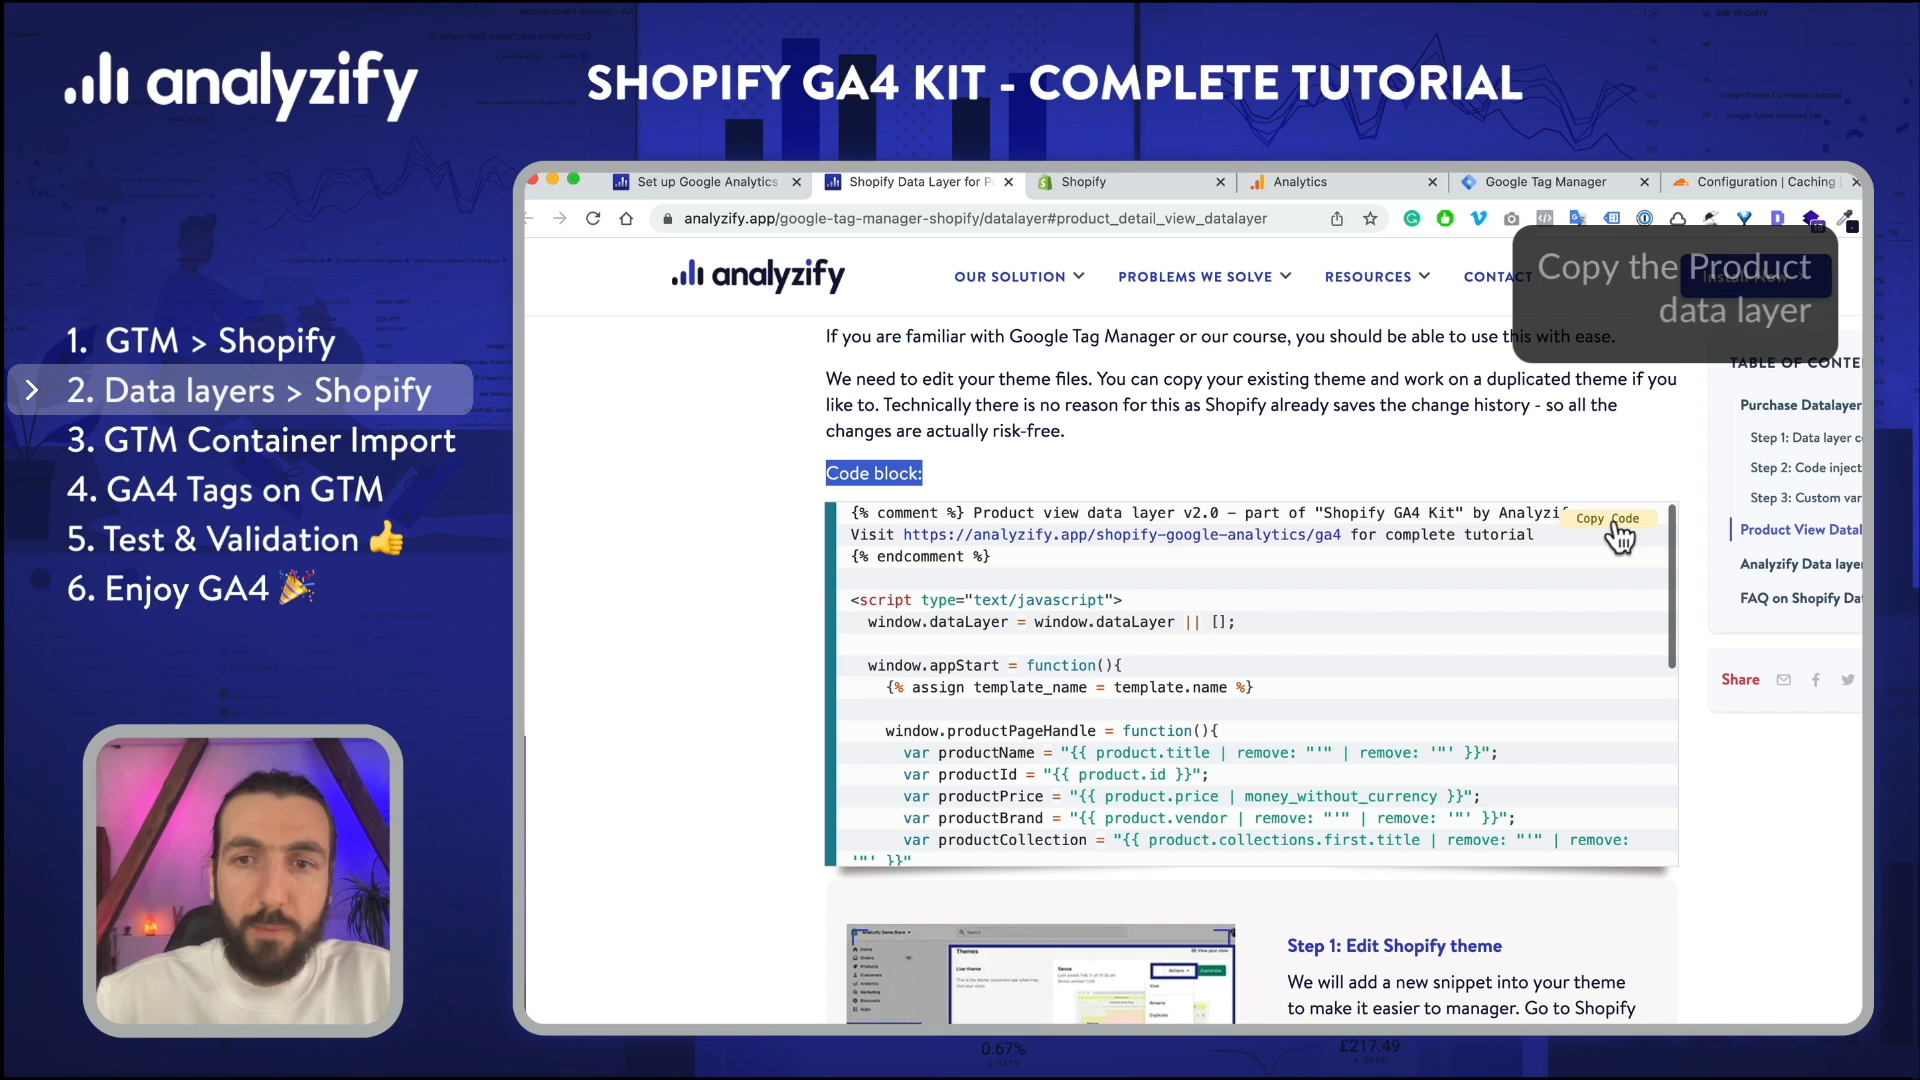 analyzify
SHOPIFY GA4 KIT - COMPLETE TUTORIAL
1. GTM > Shopify
2. Data layers > Shopify
3. GTM Container Import
4. GA4 Tags on GTM
5. Test & Validation 👍
6. Enjoy GA4 🎉
Set up Google Analytics
Shopify Data Layer for P
Shopify
Analytics
Google Tag Manager
Configuration | Caching
analyzify.app/google-tag-manager-shopify/datalayer#product_detail_view_datalayer
analyzify
OUR SOLUTION
PROBLEMS WE SOLVE
RESOURCES
CONTACT
Copy the Product
data layer
If you are familiar with Google Tag Manager or our course, you should be able to use this with ease.
We need to edit your theme files. You can copy your existing theme and work on a duplicated theme if you
like to. Technically there is no reason for this as Shopify already saves the change history - so all the
changes are actually risk-free.
Code block:
Copy Code
{% comment %} Product view data layer v2.0 – part of "Shopify GA4 Kit" by Analyzif
Visit https://analyzify.app/shopify-google-analytics/ga4 for complete tutorial
{% endcomment %}
<script type="text/javascript">
window.dataLayer = window.dataLayer || [];
window.appStart = function(){
{% assign template_name = template.name %}
window.productPageHandle = function(){
var productName = "{{ product.title | remove: "'" | remove: '"' }}";
var productId = "{{ product.id }}";
var productPrice = "{{ product.price | money_without_currency }}";
var productBrand = "{{ product.vendor | remove: "'" | remove: '"' }}";
var productCollection = "{{ product.collections.first.title | remove: "'" | remove:
'"' }}"
TABLE OF CONTE
Purchase Datalayer
Step 1: Data layer c
Step 2: Code inject
Step 3: Custom var
Product View Datal
Analyzify Data laye
FAQ on Shopify Da
Share
Themes
Step 1: Edit Shopify theme
We will add a new snippet into your theme
to make it easier to manager. Go to Shopify
0.67%
£217.49